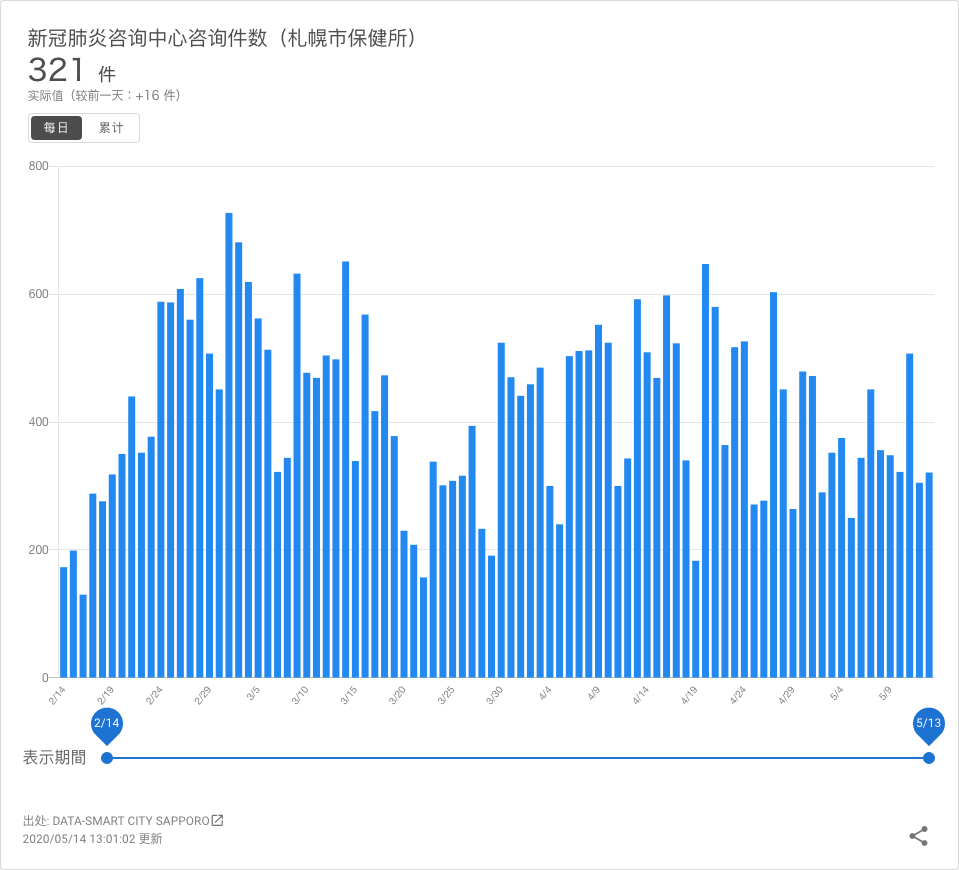 新冠肺炎咨询中心咨询件数（札幌市保健所）
321 件
实际值（较前一天：+16 件）
每日 累计
800
600
400
200
0
2/14 2/19 2/24 2/29 3/5 3/10 3/15 3/20 3/25 3/30 4/4 4/9 4/14 4/19 4/24 4/29 5/4 5/9
2/14 5/13
表示期間
出处: DATA-SMART CITY SAPPORO
2020/05/14 13:01:02 更新